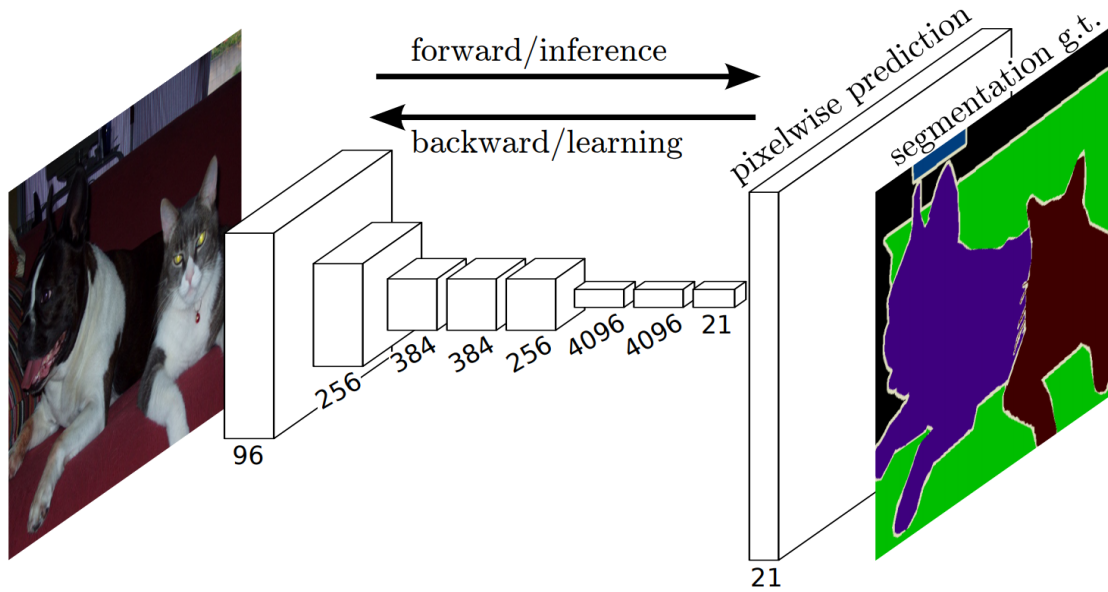 forward/inference
backward/learning
pixelwise prediction
segmentation g.t.
96
256
384
384
256
4096
4096
21
21